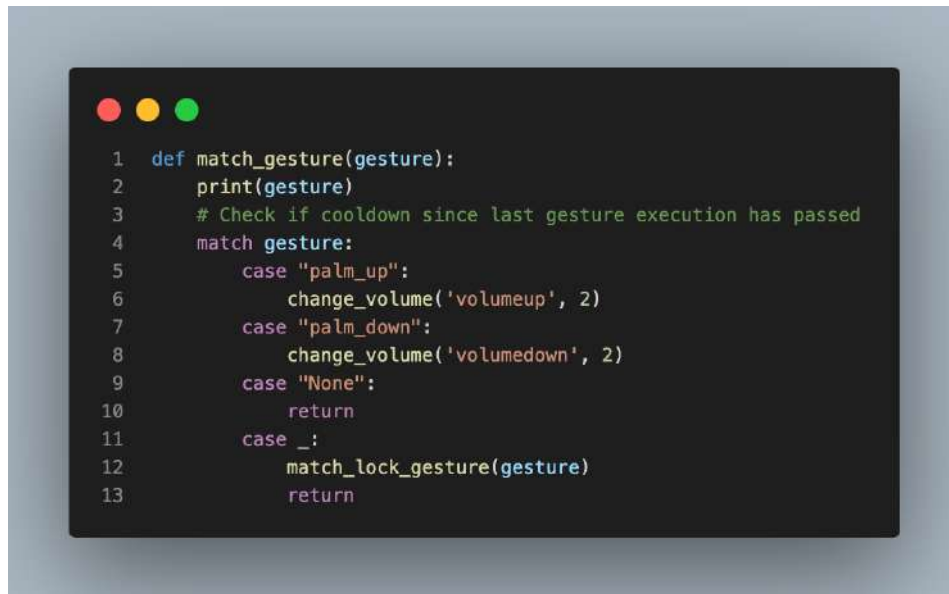 1 def match_gesture(gesture):
2     print(gesture)
3     # Check if cooldown since last gesture execution has passed
4     match gesture:
5         case "palm_up":
6             change_volume('volumeup', 2)
7         case "palm_down":
8             change_volume('volumedown', 2)
9         case "None":
10             return
11         case _:
12             match_lock_gesture(gesture)
13             return